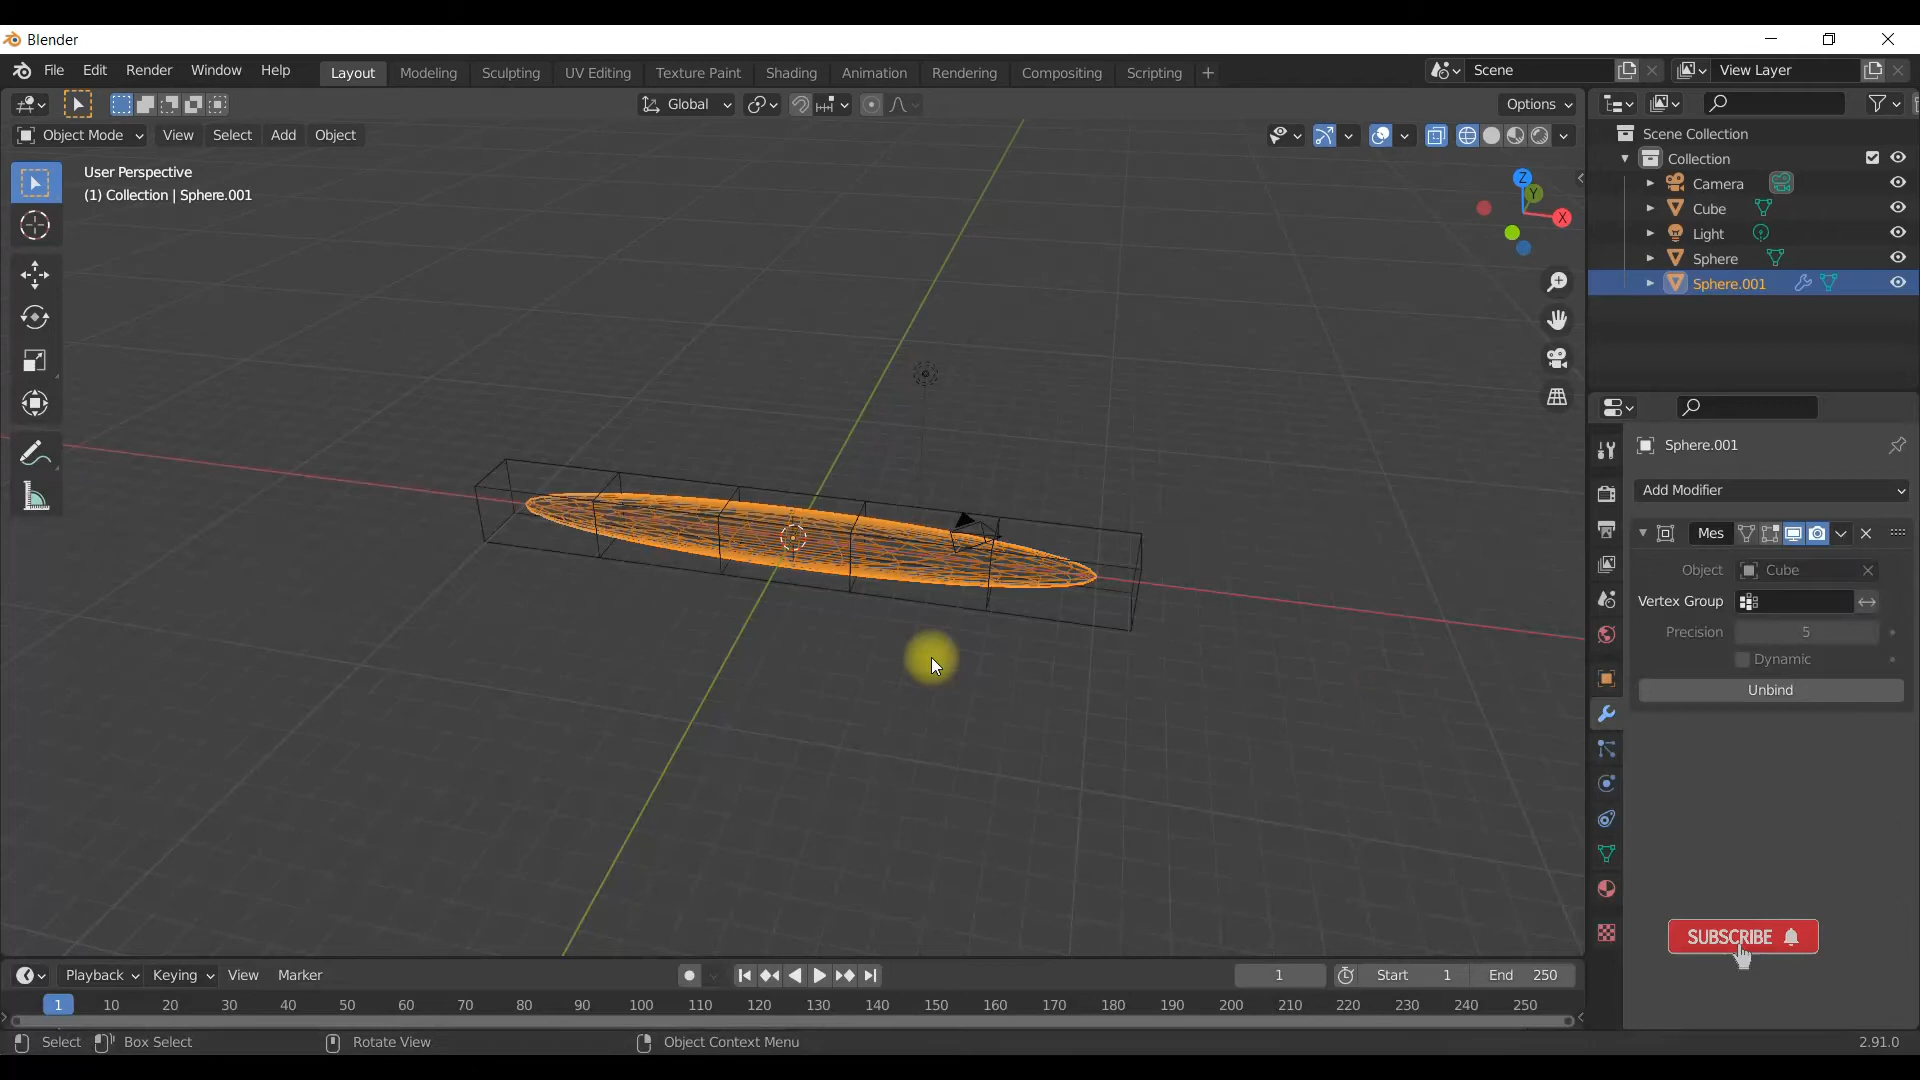 Blender
File Edit Render Window Help Layout Modeling Sculpting UV Editing Texture Paint Shading Animation Rendering Compositing Scripting + Scene View Layer
Global Options
Object Mode View Select Add Object
User Perspective
(1) Collection | Sphere.001
Z
Y
X
Scene Collection
Collection
Camera
Cube
Light
Sphere
Sphere.001
Sphere.001
Add Modifier
Mes
Object Cube
Vertex Group
Precision 5
Dynamic
Unbind
SUBSCRIBE
Playback Keying View Marker 1 Start 1 End 250
1 10 20 30 40 50 60 70 80 90 100 110 120 130 140 150 160 170 180 190 200 210 220 230 240 250
Select Box Select Rotate View Object Context Menu 2.91.0